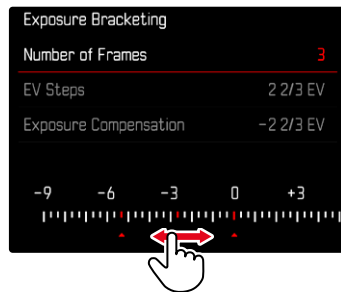 Exposure Bracketing
Number of Frames 3
EV Steps 2 2/3 EV
Exposure Compensation -2 2/3 EV
-9 -6 -3 0 +3